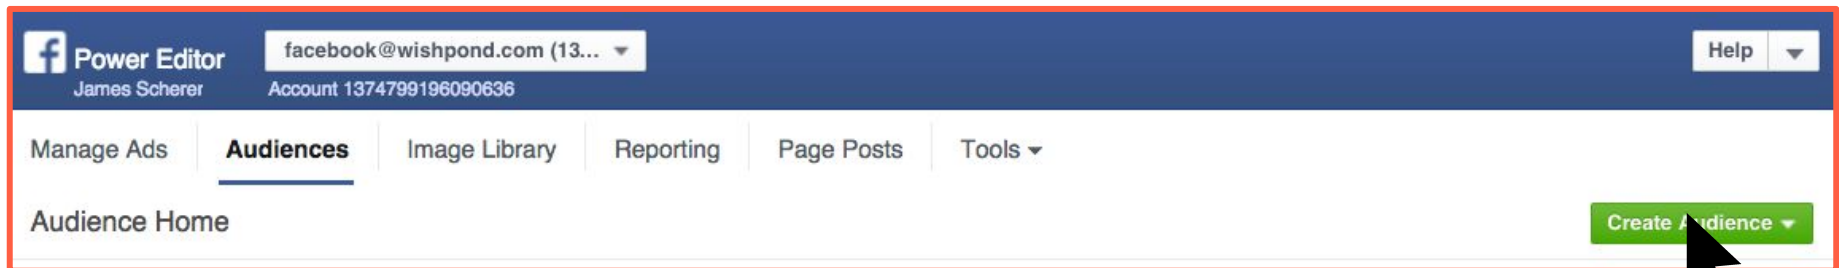 Power Editor
facebook@wishpond.com (13...
Help
James Scherer
Account 1374799196090636
Manage Ads
Audiences
Image Library
Reporting
Page Posts
Tools
Audience Home
Create Audience